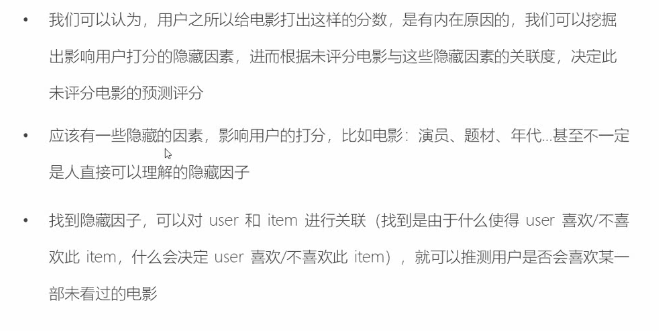 • 我们可以认为，用户之所以给电影打出这样的分数，是有内在原因的，我们可以挖掘
出影响用户打分的隐藏因素，进而根据未评分电影与这些隐藏因素的关联度，决定此
未评分电影的预测评分
• 应该有一些隐藏的因素，影响用户的打分，比如电影：演员、题材、年代…甚至不一定
是人直接可以理解的隐藏因子
• 找到隐藏因子，可以对 user 和 item 进行关联（找到是由于什么使得 user 喜欢/不喜
欢此 item，什么会决定 user 喜欢/不喜欢此 item），就可以推测用户是否会喜欢某一
部未看过的电影